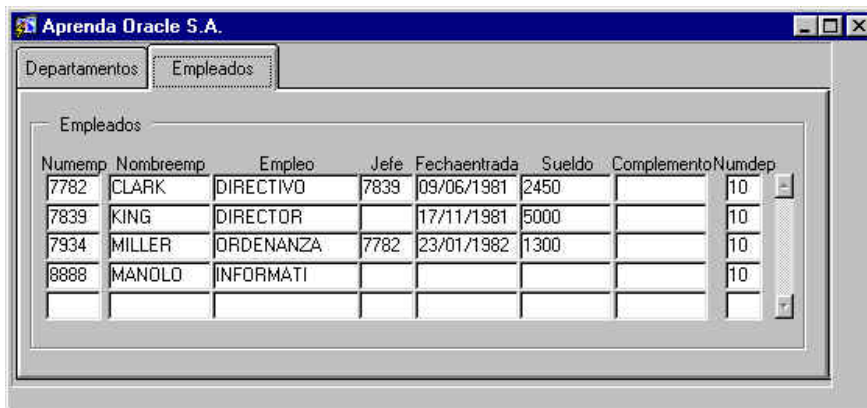 Aprenda Oracle S.A.
Departamentos Empleados
Empleados
Numemp Nombreemp Empleo Jefe Fechaentrada Sueldo Complemento Numdep
7782 CLARK DIRECTIVO 7839 09/06/1981 2450 10
7839 KING DIRECTOR 17/11/1981 5000 10
7934 MILLER ORDENANZA 7782 23/01/1982 1300 10
8888 MANOLO INFORMATI 10